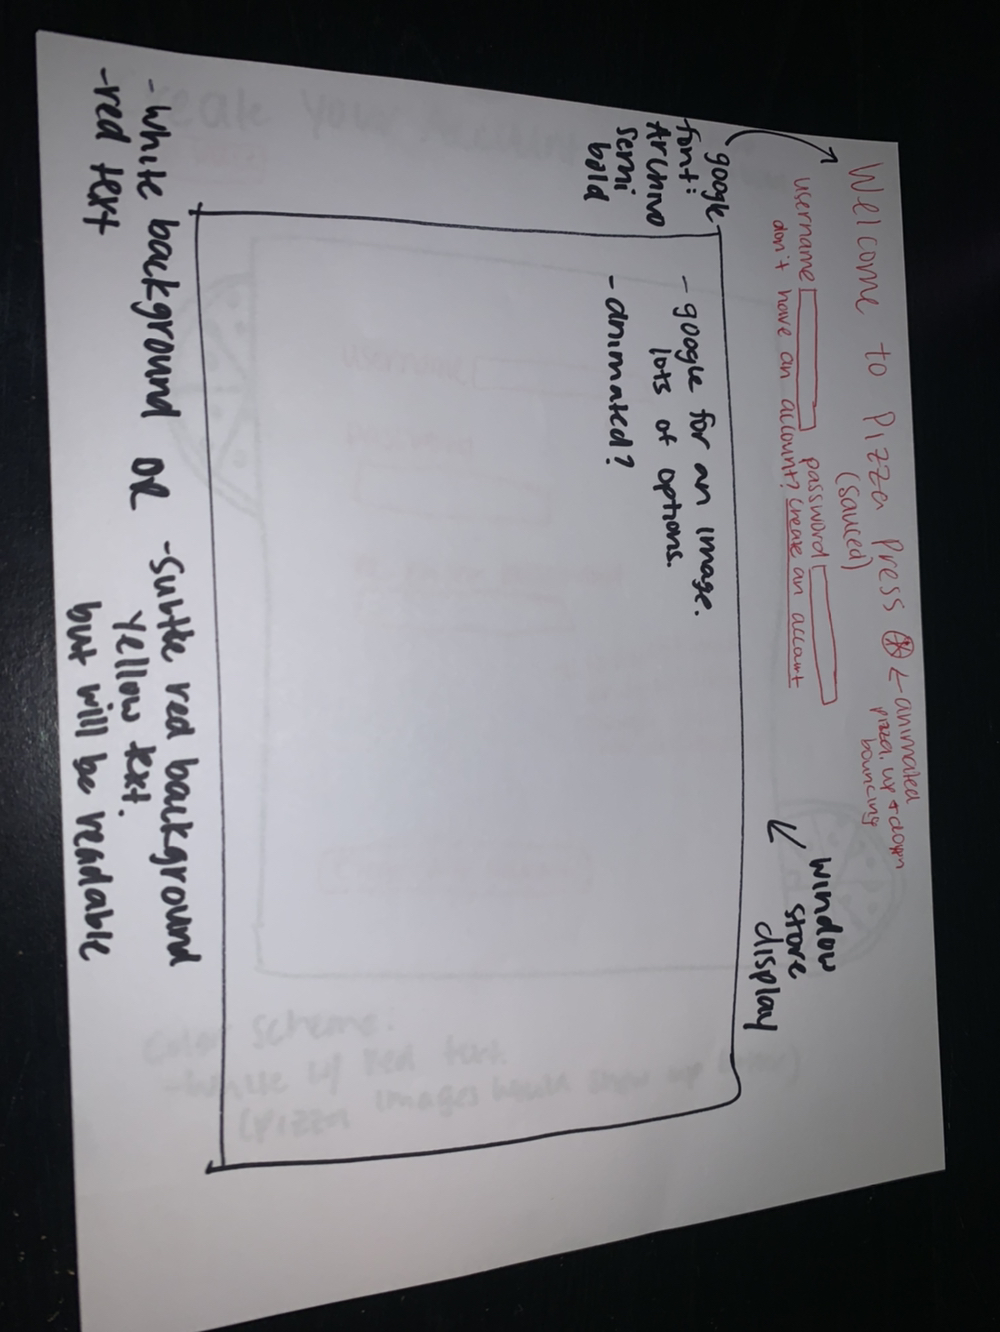 Welcome to Pizza Press
(sauced)
← animated
pizza, up + down
bouncing
username
password
don't have an account? create an account
google
font:
Archivo
semi
bold
window
store
display
- google for an image.
lots of options.
- animated?
- white background OR
- red text
- subtle red background
yellow text.
but will be readable
Color scheme: